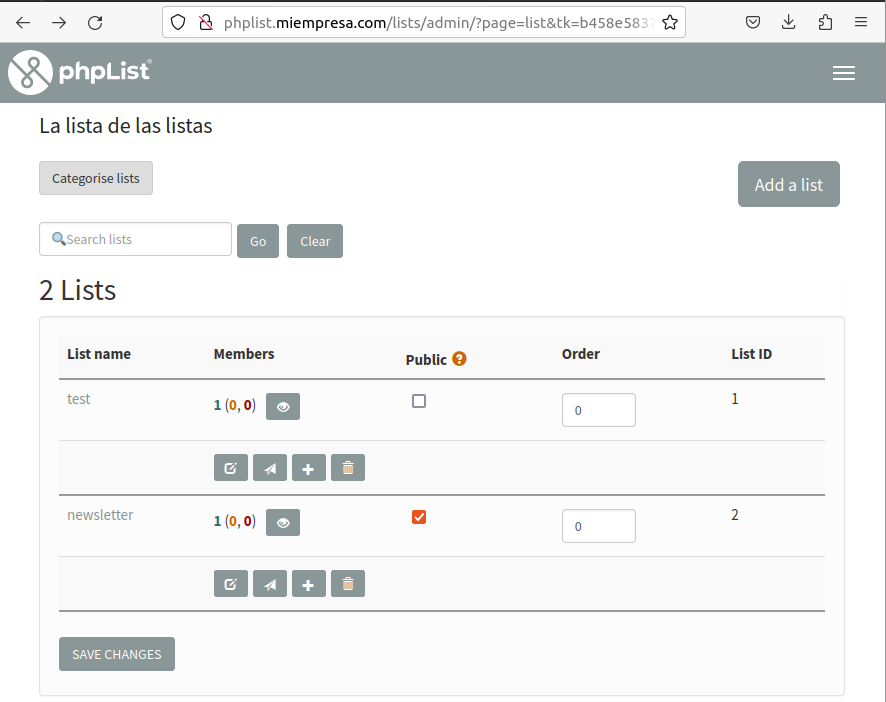 phplist.miempresa.com/lists/admin/?page=list&tk=b458e5837
phpList
La lista de las listas
Categorise lists
Add a list
Search lists
Go
Clear
2 Lists
List name Members Public ? Order List ID
test 1 (0, 0) 0 1
newsletter 1 (0, 0) 0 2
SAVE CHANGES